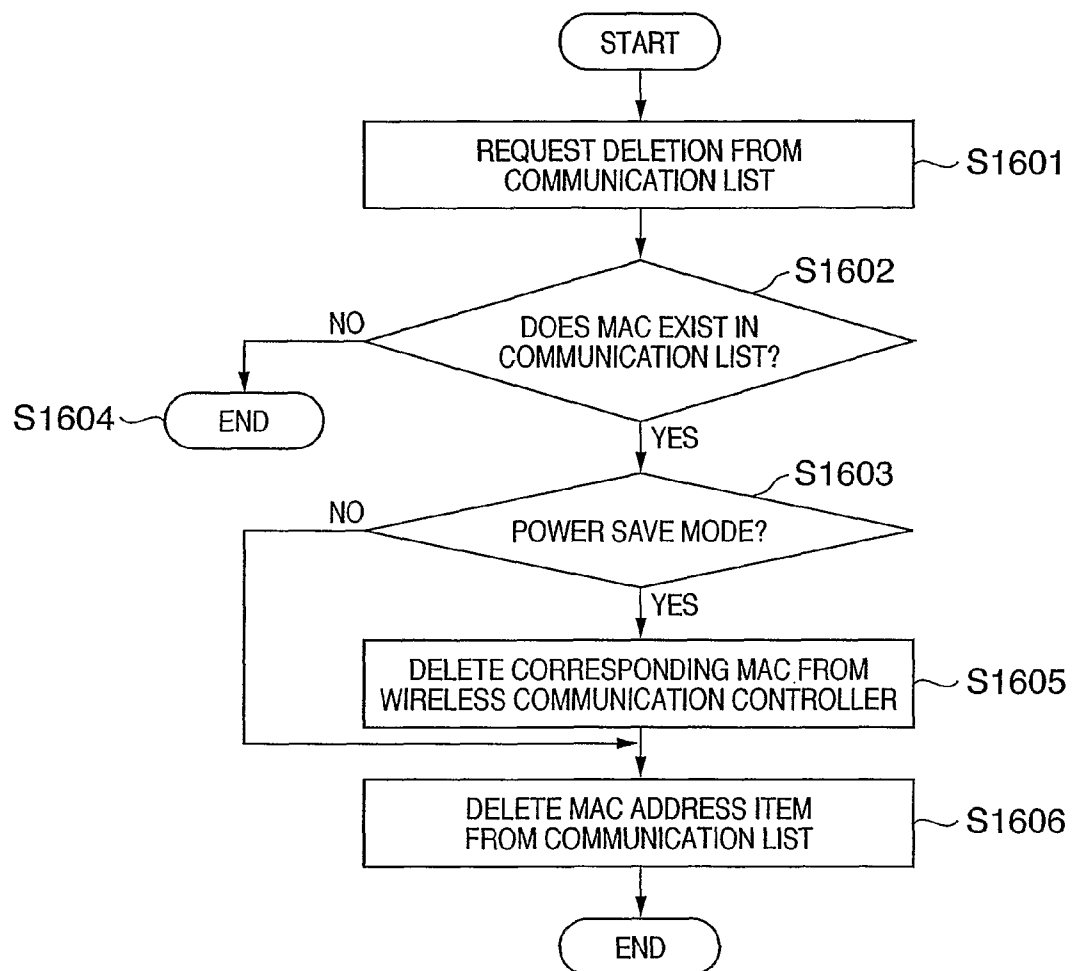 START
REQUEST DELETION FROM
COMMUNICATION LIST
S1601
S1602
DOES MAC EXIST IN
COMMUNICATION LIST?
NO
S1604
END
YES
S1603
NO
POWER SAVE MODE?
YES
DELETE CORRESPONDING MAC FROM
WIRELESS COMMUNICATION CONTROLLER
S1605
DELETE MAC ADDRESS ITEM
FROM COMMUNICATION LIST
S1606
END